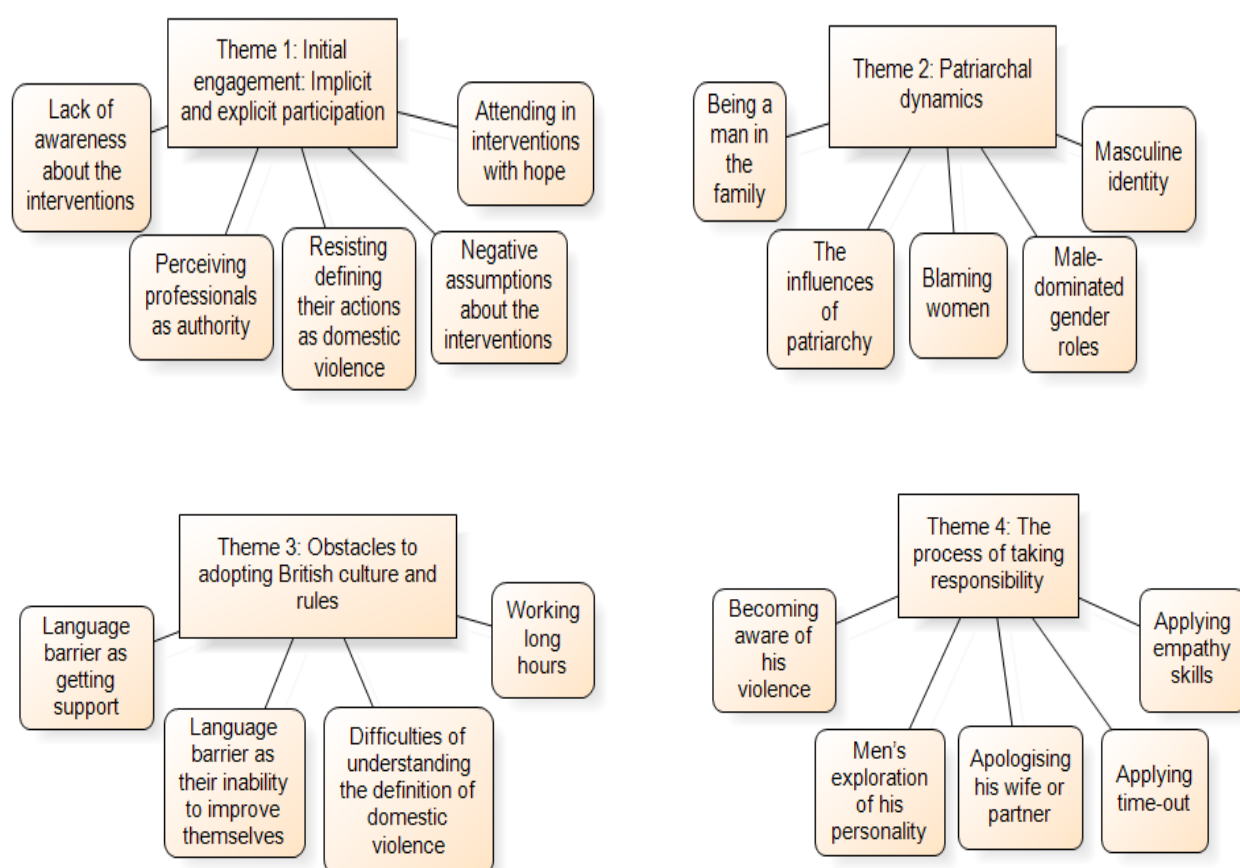 Theme 1: Initial
engagement: Implicit
and explicit participation
Lack of
awareness
about the
interventions
Perceiving
professionals
as authority
Resisting
defining
their actions
as domestic
violence
Negative
assumptions
about the
interventions
Attending in
interventions
with hope
Theme 2: Patriarchal
dynamics
Being a
man in
the
family
The
influences
of
patriarchy
Blaming
women
Male-
dominated
gender
roles
Masculine
identity
Theme 3: Obstacles to
adopting British culture and
rules
Language
barrier as
getting
support
Language
barrier as
their inability
to improve
themselves
Difficulties of
understanding
the definition of
domestic
violence
Working
long
hours
Theme 4: The
process of taking
responsibility
Becoming
aware of
his
violence
Men's
exploration
of his
personality
Apologising
his wife or
partner
Applying
time-out
Applying
empathy
skills